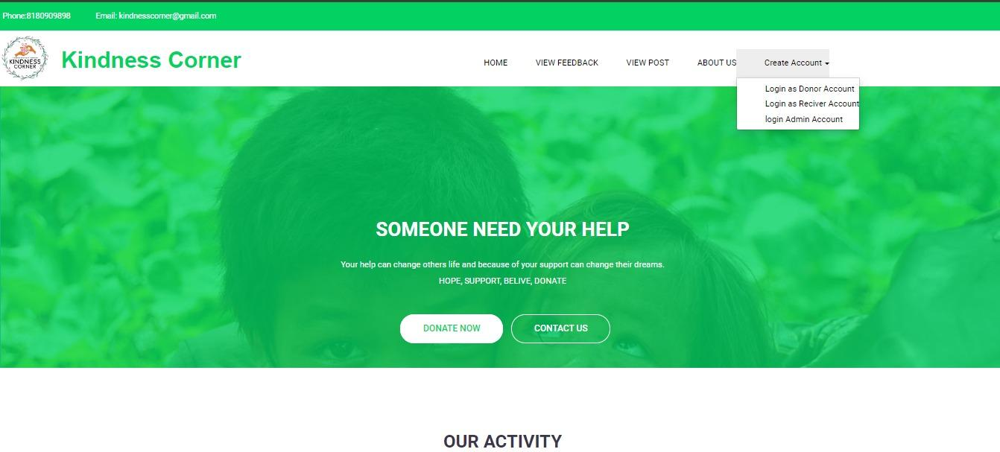 Phone:8180909898 Email: kindnesscorner@gmail.com
KINDNESS
CORNER
Kindness Corner
HOME VIEW FEEDBACK VIEW POST ABOUT US Create Account
Login as Donor Account
Login as Reciver Account
login Admin Account
SOMEONE NEED YOUR HELP
Your help can change others life and because of your support can change their dreams.
HOPE, SUPPORT, BELIVE, DONATE
DONATE NOW CONTACT US
OUR ACTIVITY